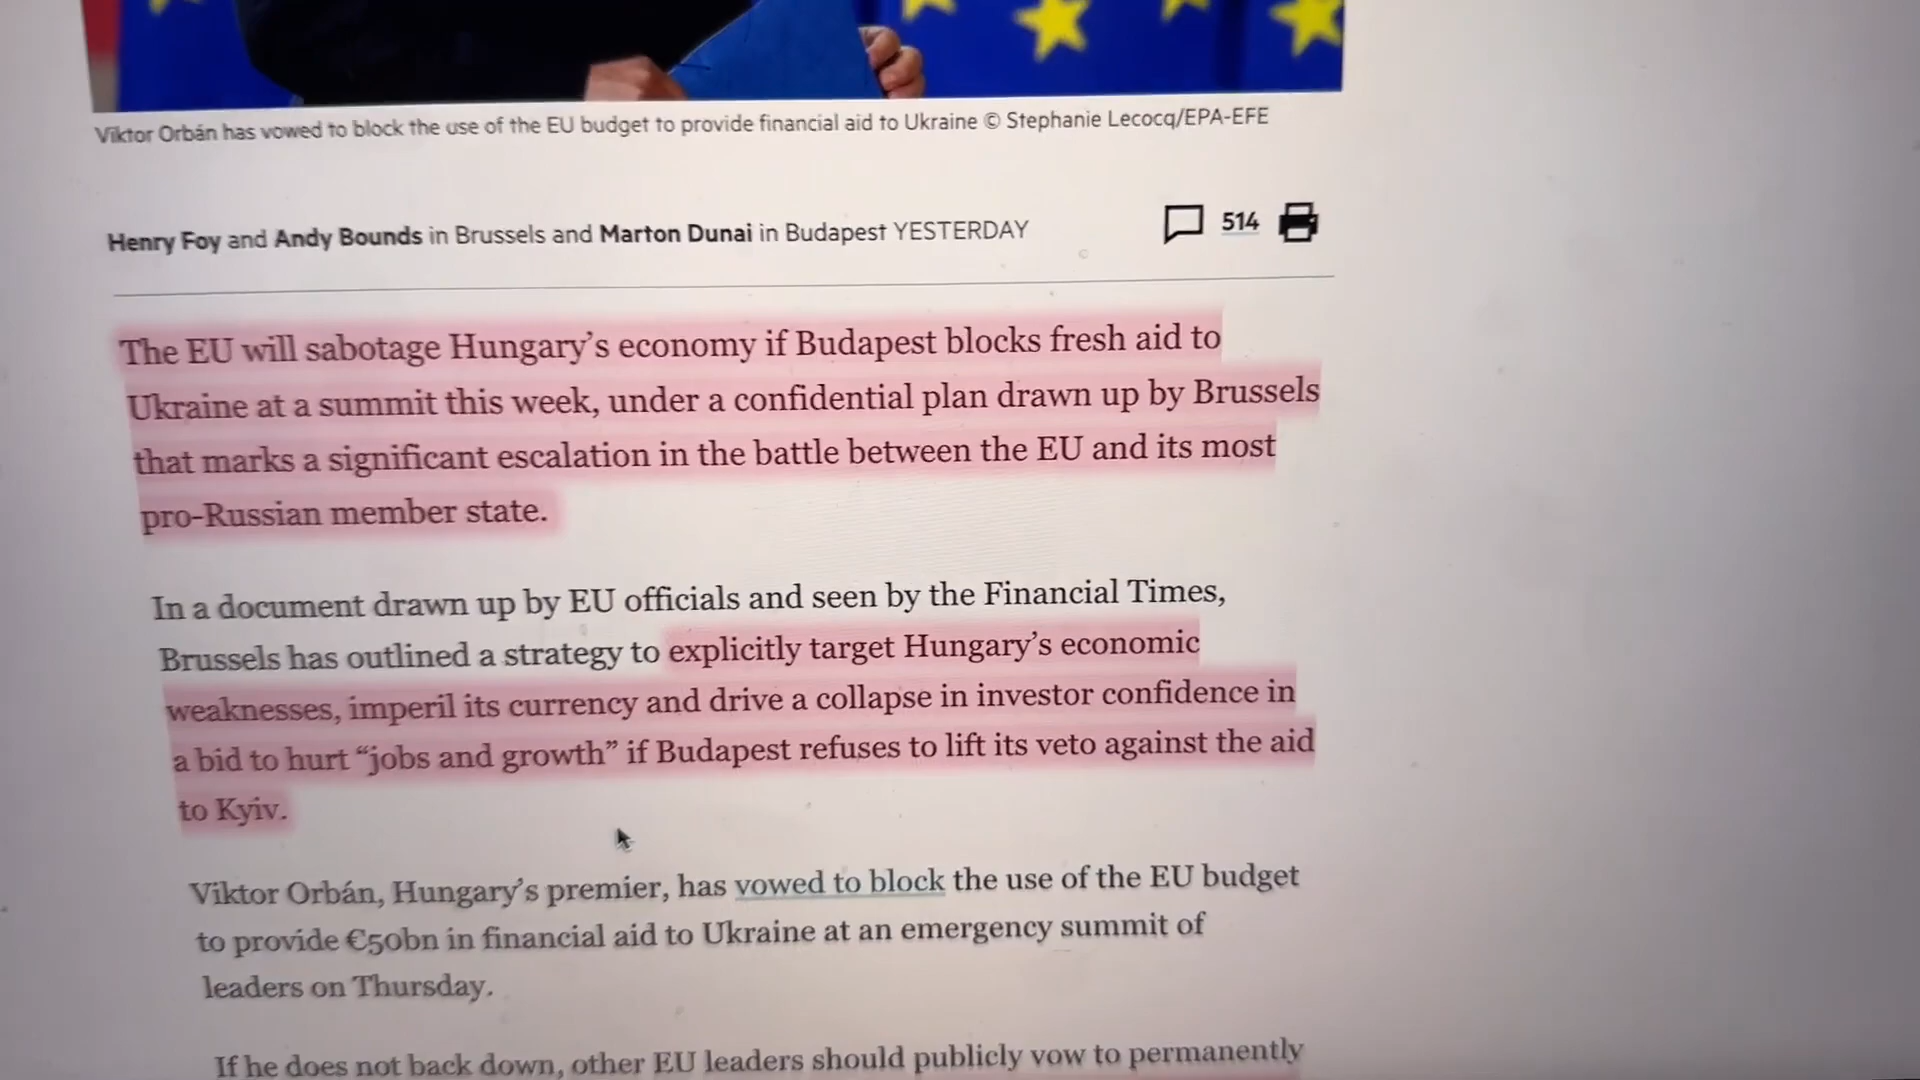 Viktor Orbán has vowed to block the use of the EU budget to provide financial aid to Ukraine © Stephanie Lecocq/EPA-EFE
Henry Foy and Andy Bounds in Brussels and Marton Dunai in Budapest YESTERDAY
514
The EU will sabotage Hungary’s economy if Budapest blocks fresh aid to
Ukraine at a summit this week, under a confidential plan drawn up by Brussels
that marks a significant escalation in the battle between the EU and its most
pro-Russian member state.
In a document drawn up by EU officials and seen by the Financial Times,
Brussels has outlined a strategy to explicitly target Hungary’s economic
weaknesses, imperil its currency and drive a collapse in investor confidence in
a bid to hurt “jobs and growth” if Budapest refuses to lift its veto against the aid
to Kyiv.
Viktor Orbán, Hungary’s premier, has vowed to block the use of the EU budget
to provide €50bn in financial aid to Ukraine at an emergency summit of
leaders on Thursday.
If he does not back down, other EU leaders should publicly vow to permanently